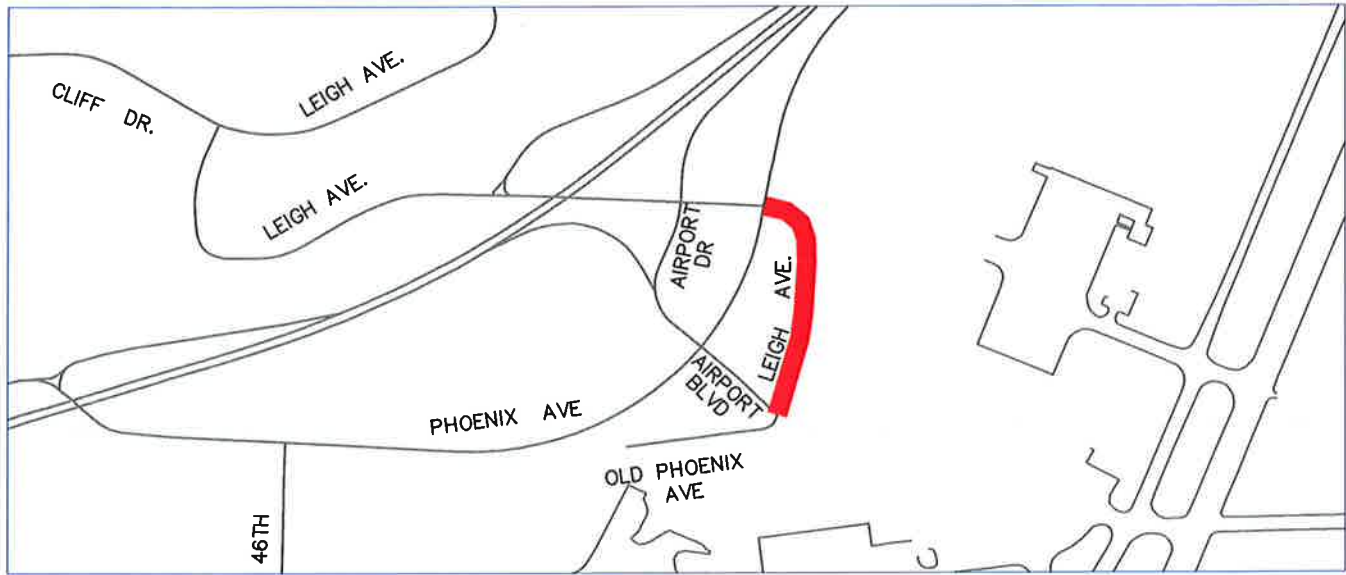 LEIGH AVE.
CLIFF DR.
LEIGH AVE.
AIRPORT
DR
LEIGH AVE.
AIRPORT
BLVD
PHOENIX AVE
OLD PHOENIX
AVE
46TH